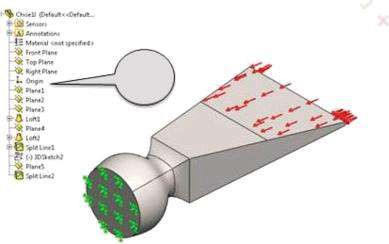 Chise1l (Default<<Default...
Sensors
Annotations
Material <not specified>
Front Plane
Top Plane
Right Plane
Origin
Plane1
Plane2
Plane3
Loft1
Plane4
Loft2
Split Line1
(-) 3DSketch2
Plane5
Split Line2